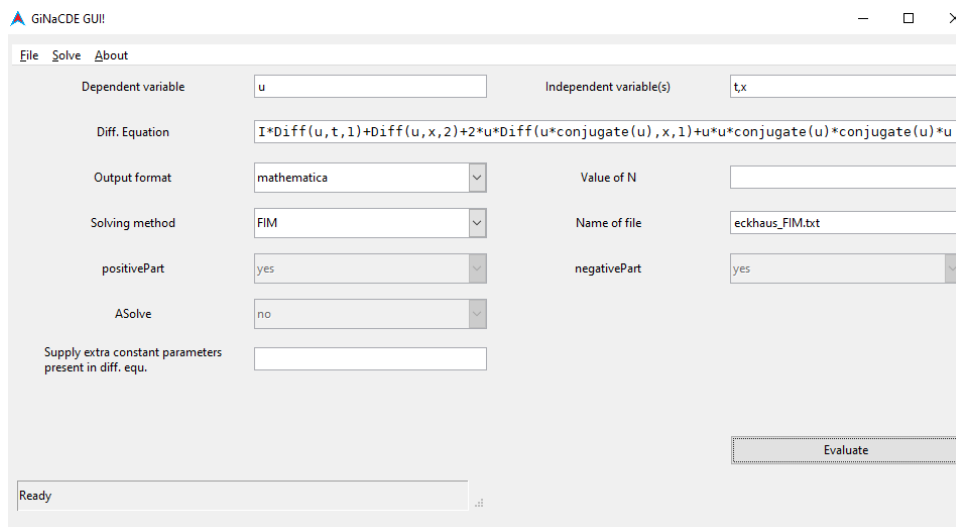 GiNaCDE GUI!
File Solve About
Dependent variable u Independent variable(s) t,x
Diff. Equation I*Diff(u,t,1)+Diff(u,x,2)+2*u*Diff(u*conjugate(u),x,1)+u*u*conjugate(u)*conjugate(u)*u
Output format mathematica Value of N
Solving method FIM Name of file eckhaus_FIM.txt
positivePart yes negativePart yes
ASolve no
Supply extra constant parameters
present in diff. equ.
Evaluate
Ready